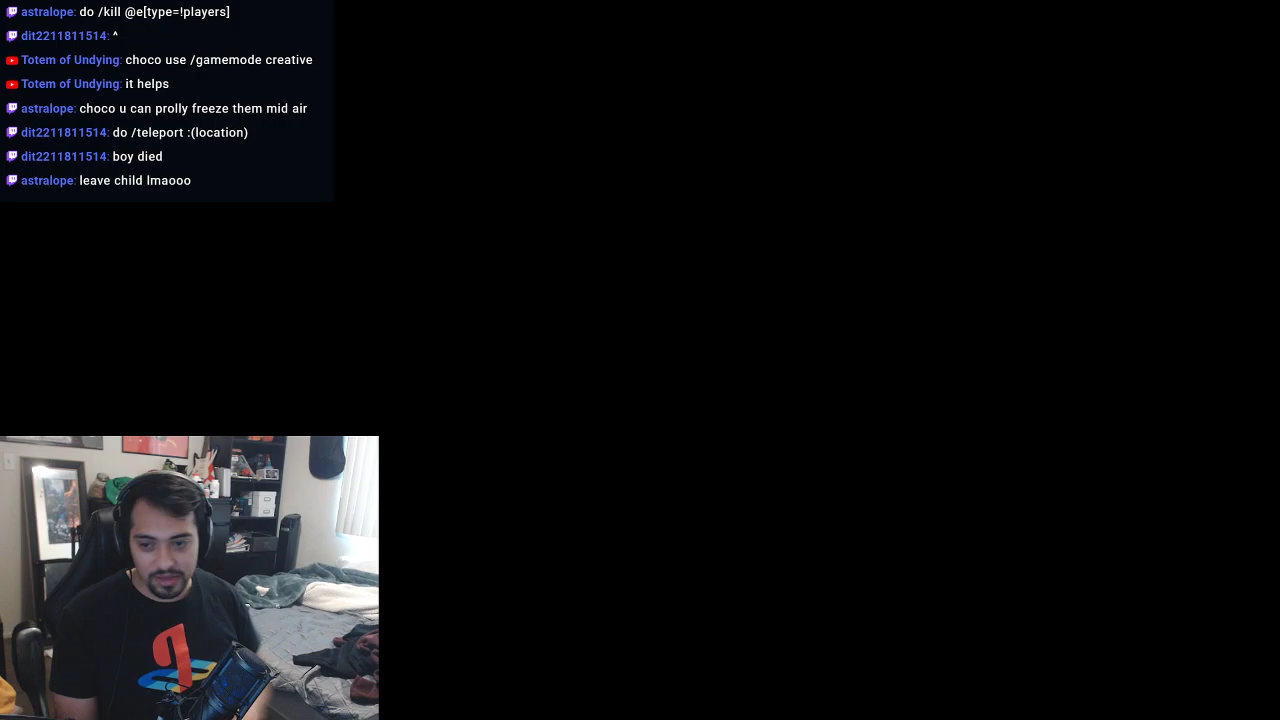 astralope: do /kill @e[type=!players]
dit2211811514: ^
Totem of Undying: choco use /gamemode creative
Totem of Undying: it helps
astralope: choco u can prolly freeze them mid air
dit2211811514: do /teleport :(location)
dit2211811514: boy died
astralope: leave child lmaooo